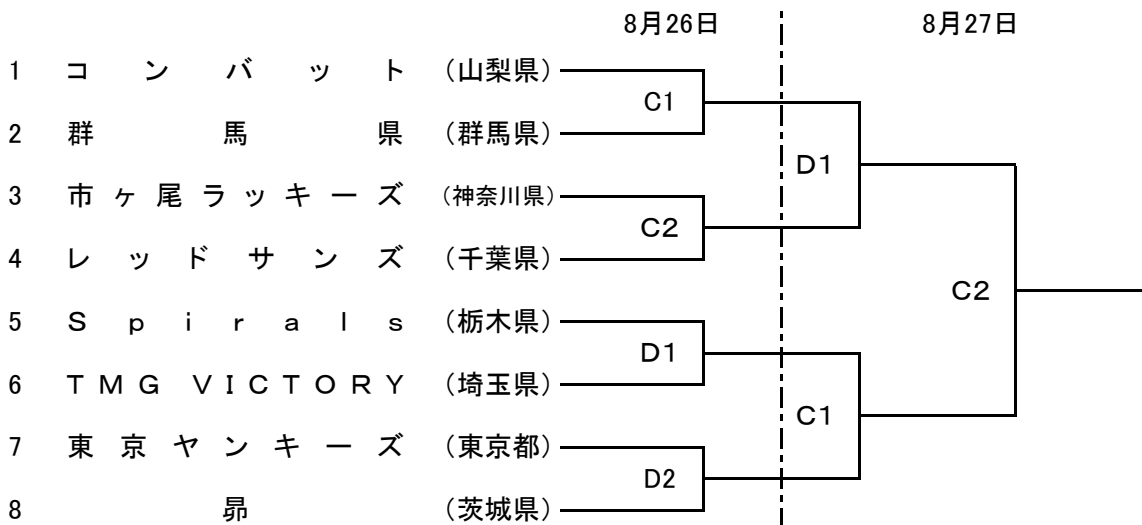 8月26日 8月27日
1 コンバット (山梨県)
C1
2 群馬県 (群馬県)
D1
3 市ヶ尾ラッキーズ (神奈川県)
C2
4 レッドサンズ (千葉県)
C2
5 Spirals (栃木県)
D1
6 TMG VICTORY (埼玉県)
C1
7 東京ヤンキーズ (東京都)
D2
8 昴 (茨城県)